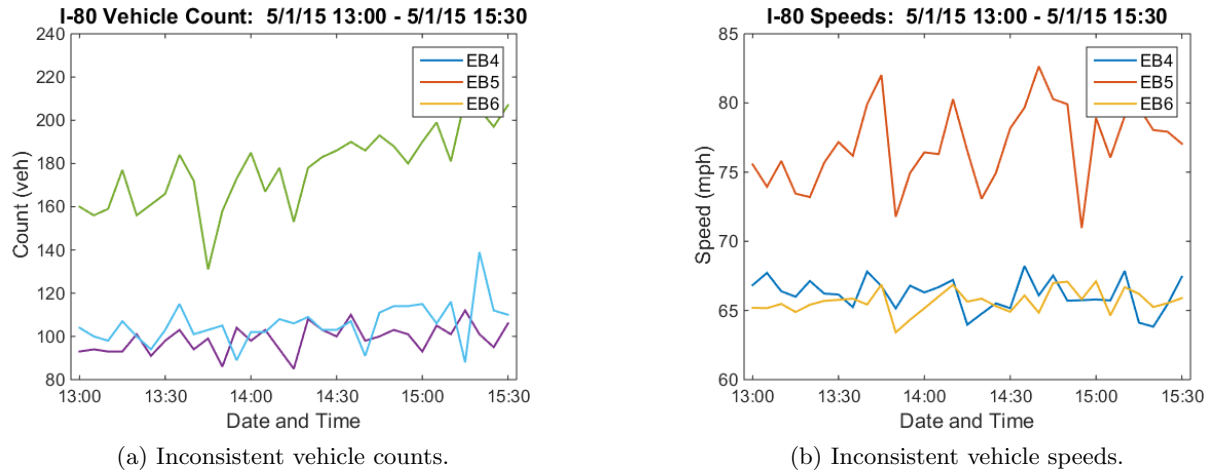 I-80 Vehicle Count: 5/1/15 13:00 - 5/1/15 15:30
240
220
200
180
160
140
120
100
80
Count (veh)
EB4
EB5
EB6
13:00 13:30 14:00 14:30 15:00 15:30
Date and Time
(a) Inconsistent vehicle counts.
I-80 Speeds: 5/1/15 13:00 - 5/1/15 15:30
85
80
75
70
65
60
Speed (mph)
EB4
EB5
EB6
13:00 13:30 14:00 14:30 15:00 15:30
Date and Time
(b) Inconsistent vehicle speeds.